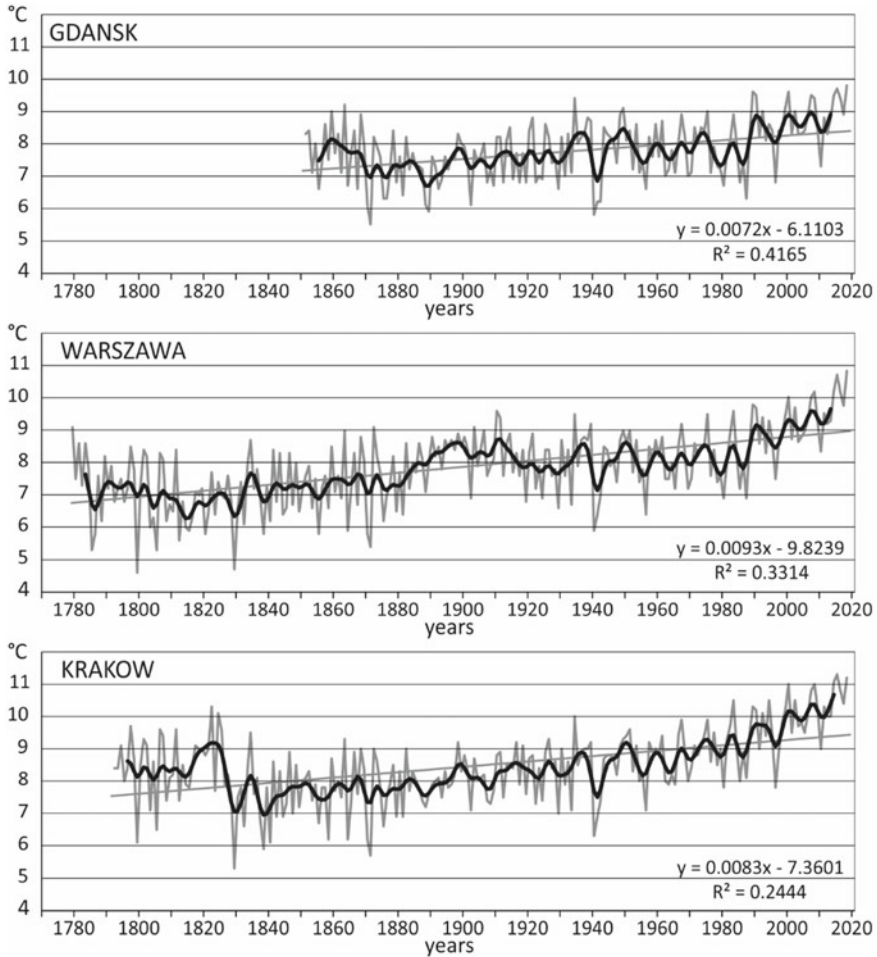 °C
GDANSK
11
10
9
8
7
6
5
4
y = 0.0072x - 6.1103
R² = 0.4165
1780 1800 1820 1840 1860 1880 1900 1920 1940 1960 1980 2000 2020
years
°C
WARSZAWA
11
10
9
8
7
6
5
4
y = 0.0093x - 9.8239
R² = 0.3314
1780 1800 1820 1840 1860 1880 1900 1920 1940 1960 1980 2000 2020
years
°C
KRAKOW
11
10
9
8
7
6
5
4
y = 0.0083x - 7.3601
R² = 0.2444
1780 1800 1820 1840 1860 1880 1900 1920 1940 1960 1980 2000 2020
years